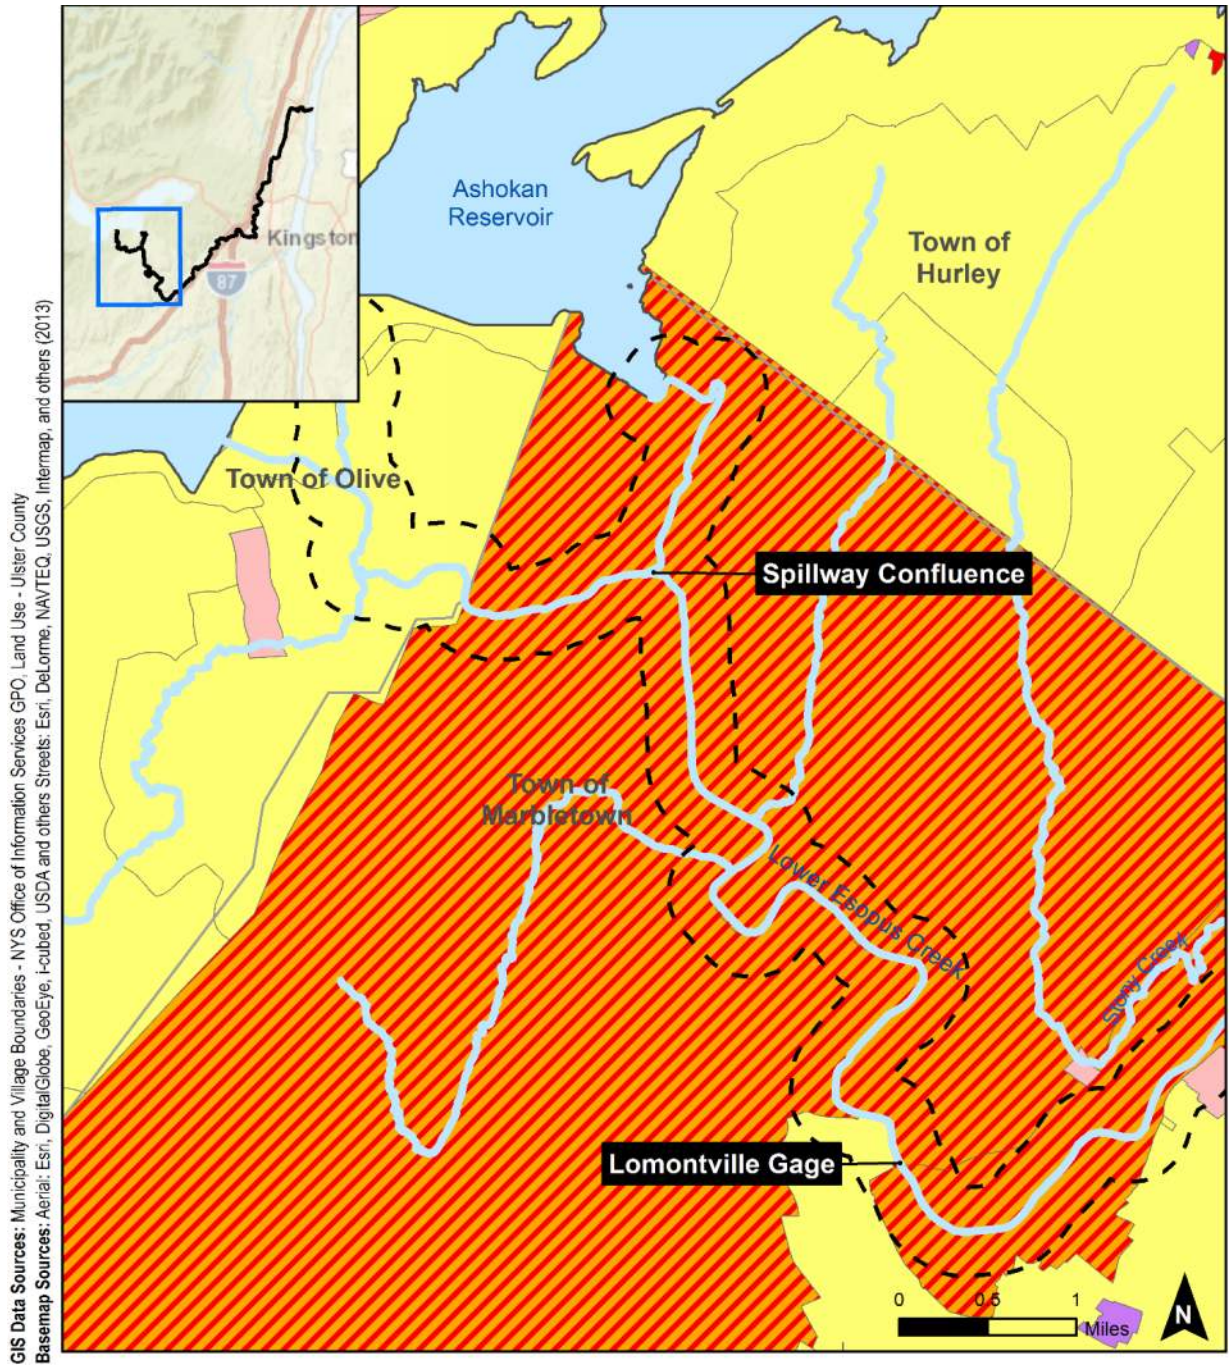 Kingston
87
Ashokan
Reservoir
Town of
Hurley
Town of Olive
Spillway Confluence
Town of
Marbletown
Lower Esopus Creek
Stony Creek
Lomontville Gage
0 0.5 1
Miles
N
GIS Data Sources: Municipality and Village Boundaries - NYS Office of Information Services GPO, Land Use - Ulster County
Basemap Sources: Aerial: Esri, DigitalGlobe, GeoEye, i-cubed, USDA and others Streets: Esri, DeLorme, NAVTEQ, USGS, Intermap, and others (2013)